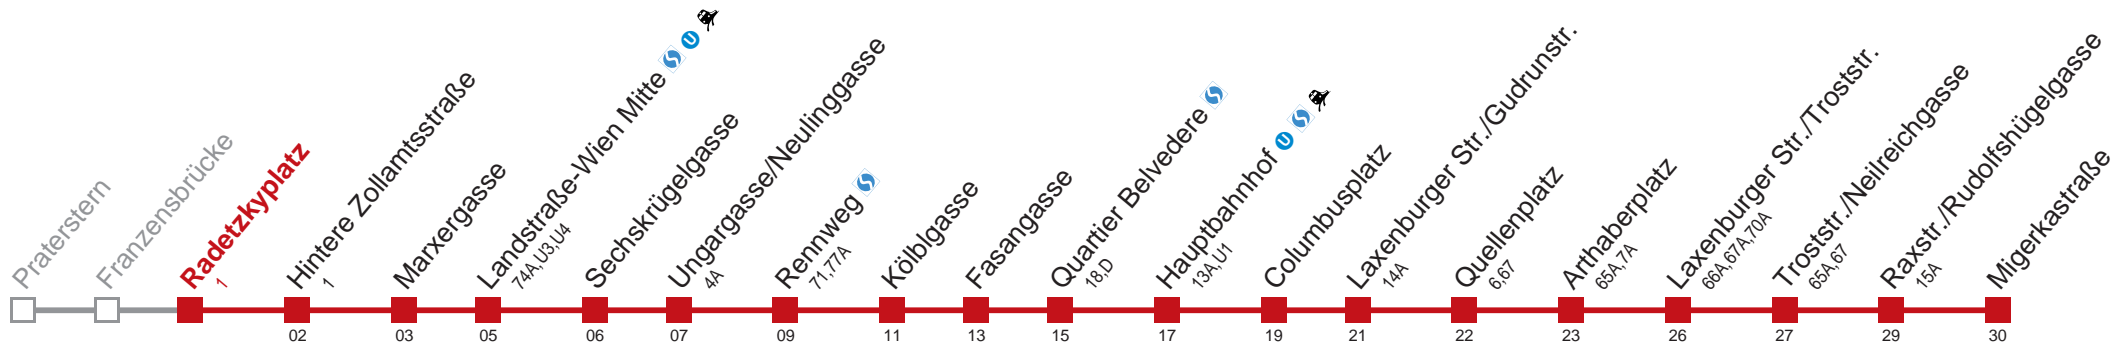 Praterstern
Franzensbrücke
Radetzkyplatz
1
Hintere Zollamtsstraße
1
02
Marxergasse
03
Landstraße-Wien Mitte S U
74A,U3,U4
05
Sechskrügelgasse
06
Ungargasse/Neulinggasse
4A
07
Rennweg S
71,77A
09
Kölblgasse
11
Fasangasse
13
Quartier Belvedere S
18,D
15
Hauptbahnhof U S
13A,U1
17
Columbusplatz
19
Laxenburger Str./Gudrunstr.
14A
21
Quellenplatz
6,67
22
Arthaberplatz
65A,7A
23
Laxenburger Str./Troststr.
66A,67A,70A
26
Troststr./Neilreichgasse
65A,67
27
Raxstr./Rudolfshügelgasse
15A
29
Migerkastraße
30